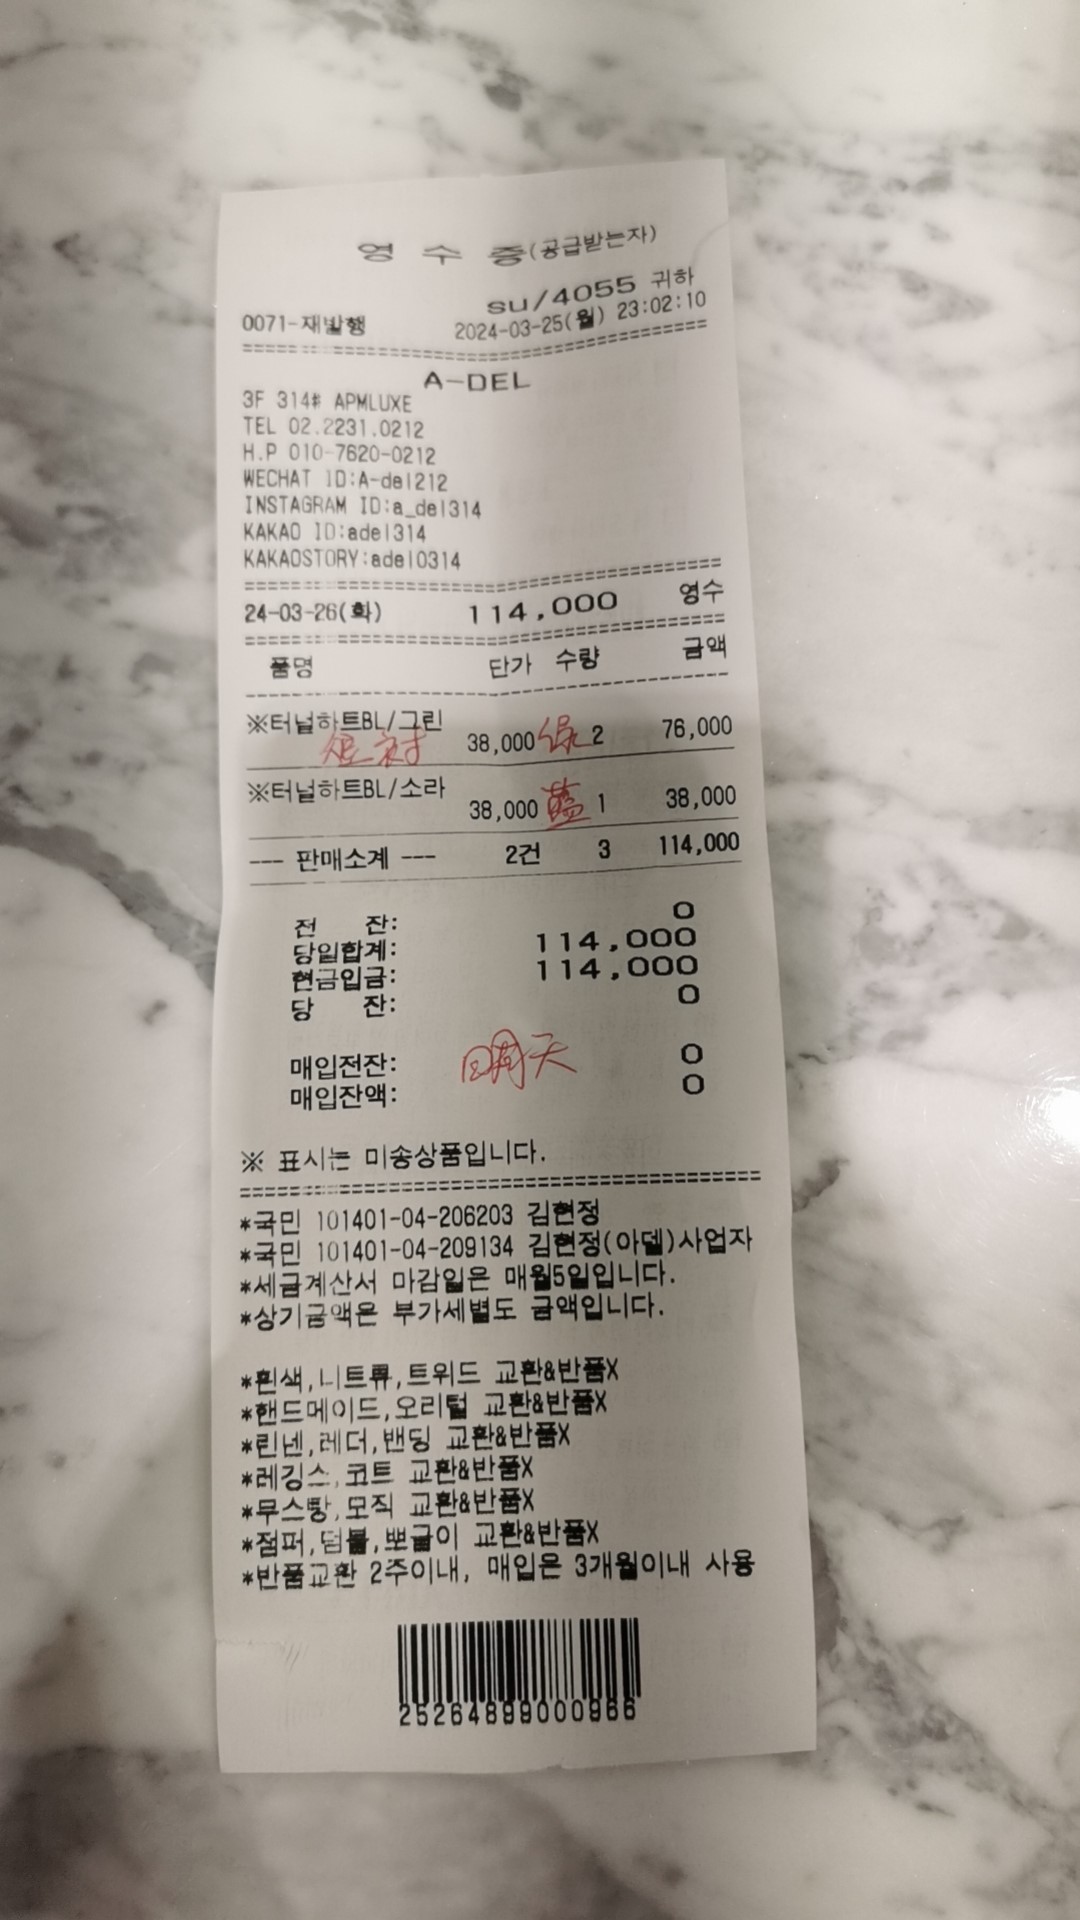 영 수 증(공급받는자)
su/4055 귀하
0071-재발행 2024-03-25(월) 23:02:10
================================
A-DEL
3F 314# APMLUXE
TEL 02.2231.0212
H.P 010-7620-0212
WECHAT ID:A-del212
INSTAGRAM ID:a_del314
KAKAO ID:adel314
KAKAOSTORY:adel0314
================================
24-03-26(화) 114,000 영수
================================
품명 단가 수량 금액
--------------------------------
※터널하트BL/그린
38,000 绿 2 76,000
※터널하트BL/소라
38,000 蓝 1 38,000
--- 판매소계 --- 2건 3 114,000
전 잔: 0
당일합계: 114,000
현금입금: 114,000
당 잔: 0
매입전잔: 明天 0
매입잔액: 0
※ 표시는 미송상품입니다.
================================
*국민 101401-04-206203 김현정
*국민 101401-04-209134 김현정(아델)사업자
*세금계산서 마감일은 매월5일입니다.
*상기금액은 부가세별도 금액입니다.
*흰색,니트류,트위드 교환&반품X
*핸드메이드,오리털 교환&반품X
*린넨,레더,밴딩 교환&반품X
*레깅스,코트 교환&반품X
*무스탕,모직 교환&반품X
*점퍼,덤블,뽀글이 교환&반품X
*반품교환 2주이내, 매입은 3개월이내 사용
25264899000966